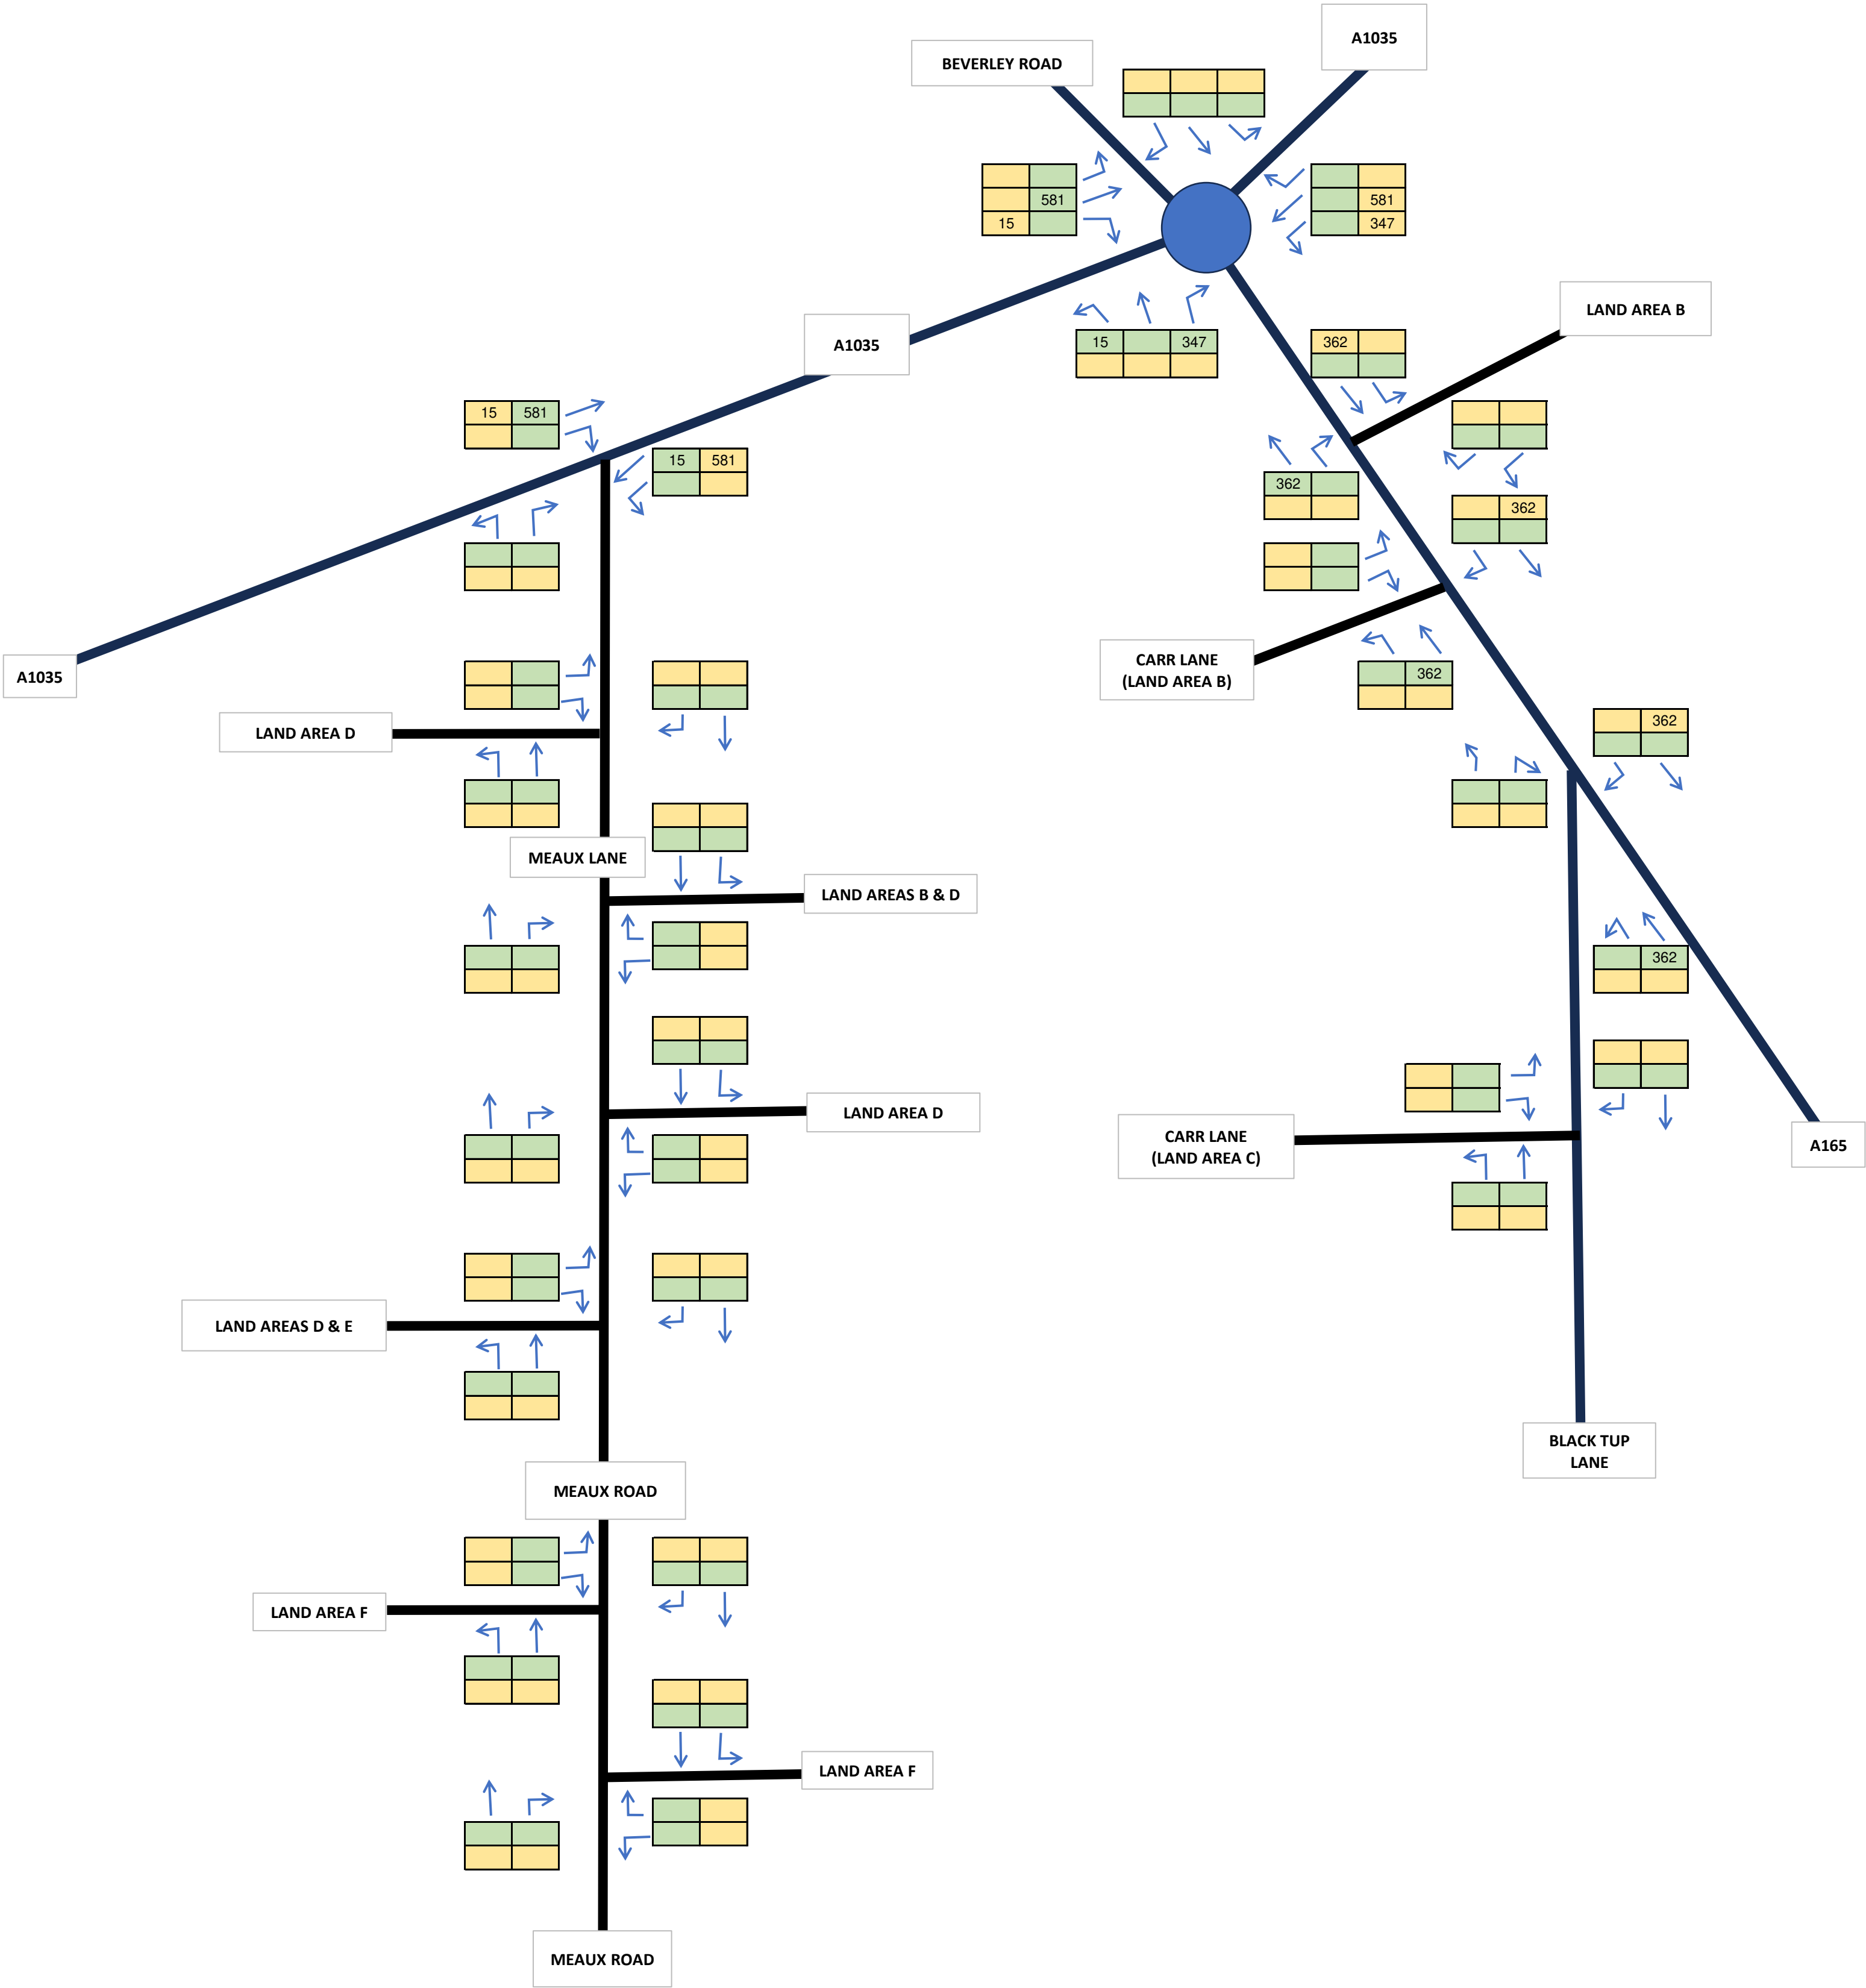 A1035
BEVERLEY ROAD
581
15
581
347
15 347
362
LAND AREA B
A1035
15 581
15 581
362
362
CARR LANE
(LAND AREA B)
362
A1035
362
LAND AREA D
MEAUX LANE
LAND AREAS B & D
362
LAND AREA D
CARR LANE
(LAND AREA C)
A165
LAND AREAS D & E
BLACK TUP
LANE
MEAUX ROAD
LAND AREA F
LAND AREA F
MEAUX ROAD